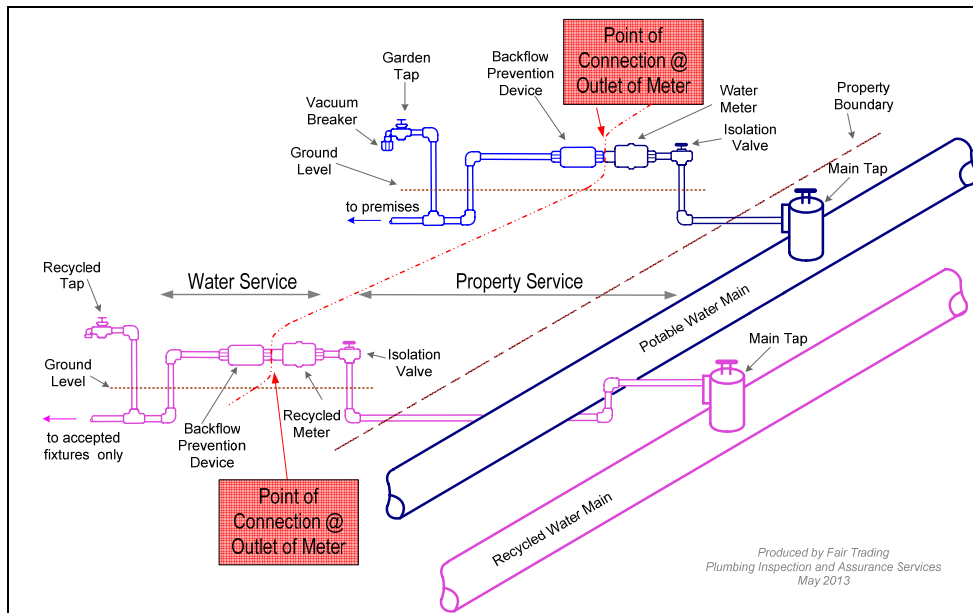 Point of
Connection @
Outlet of Meter
Garden
Tap
Backflow
Prevention
Device
Water
Meter
Property
Boundary
Vacuum
Breaker
Isolation
Valve
Ground
Level
Main Tap
to premises
Recycled
Tap
Water Service
Property Service
Potable Water Main
Main Tap
Ground
Level
Isolation
Valve
Recycled
Meter
Backflow
Prevention
Device
to accepted
fixtures only
Point of
Connection @
Outlet of Meter
Recycled Water Main
Produced by Fair Trading
Plumbing Inspection and Assurance Services
May 2013